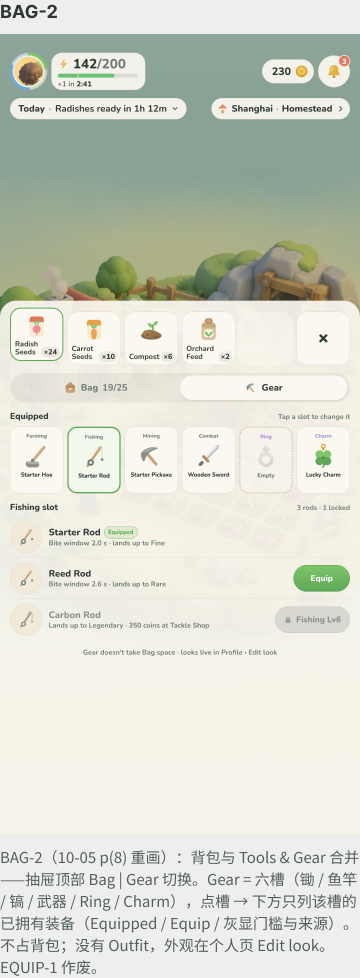 BAG-2
142/200
+1 in 2:41
230
3
Today · Radishes ready in 1h 12m
Shanghai · Homestead
Radish Seeds ×24
Carrot Seeds ×10
Compost ×6
Orchard Feed ×2
×
Bag 19/25
Gear
Equipped
Tap a slot to change it
Farming
Starter Hoe
Fishing
Starter Rod
Mining
Starter Pickaxe
Combat
Wooden Sword
Ring
Empty
Charm
Lucky Charm
Fishing slot
3 rods · 1 locked
Starter Rod Equipped
Bite window 2.0 s · lands up to Fine
Reed Rod
Bite window 2.6 s · lands up to Rare
Equip
Carbon Rod
Lands up to Legendary · 350 coins at Tackle Shop
Fishing Lv6
Gear doesn't take Bag space · looks live in Profile › Edit look
BAG-2（10-05 p(8) 重画）：背包与 Tools & Gear 合并
——抽屉顶部 Bag | Gear 切换。Gear = 六槽（锄 / 鱼竿
/ 镐 / 武器 / Ring / Charm），点槽 → 下方只列该槽的
已拥有装备（Equipped / Equip / 灰显门槛与来源）。
不占背包；没有 Outfit，外观在个人页 Edit look。
EQUIP-1 作废。